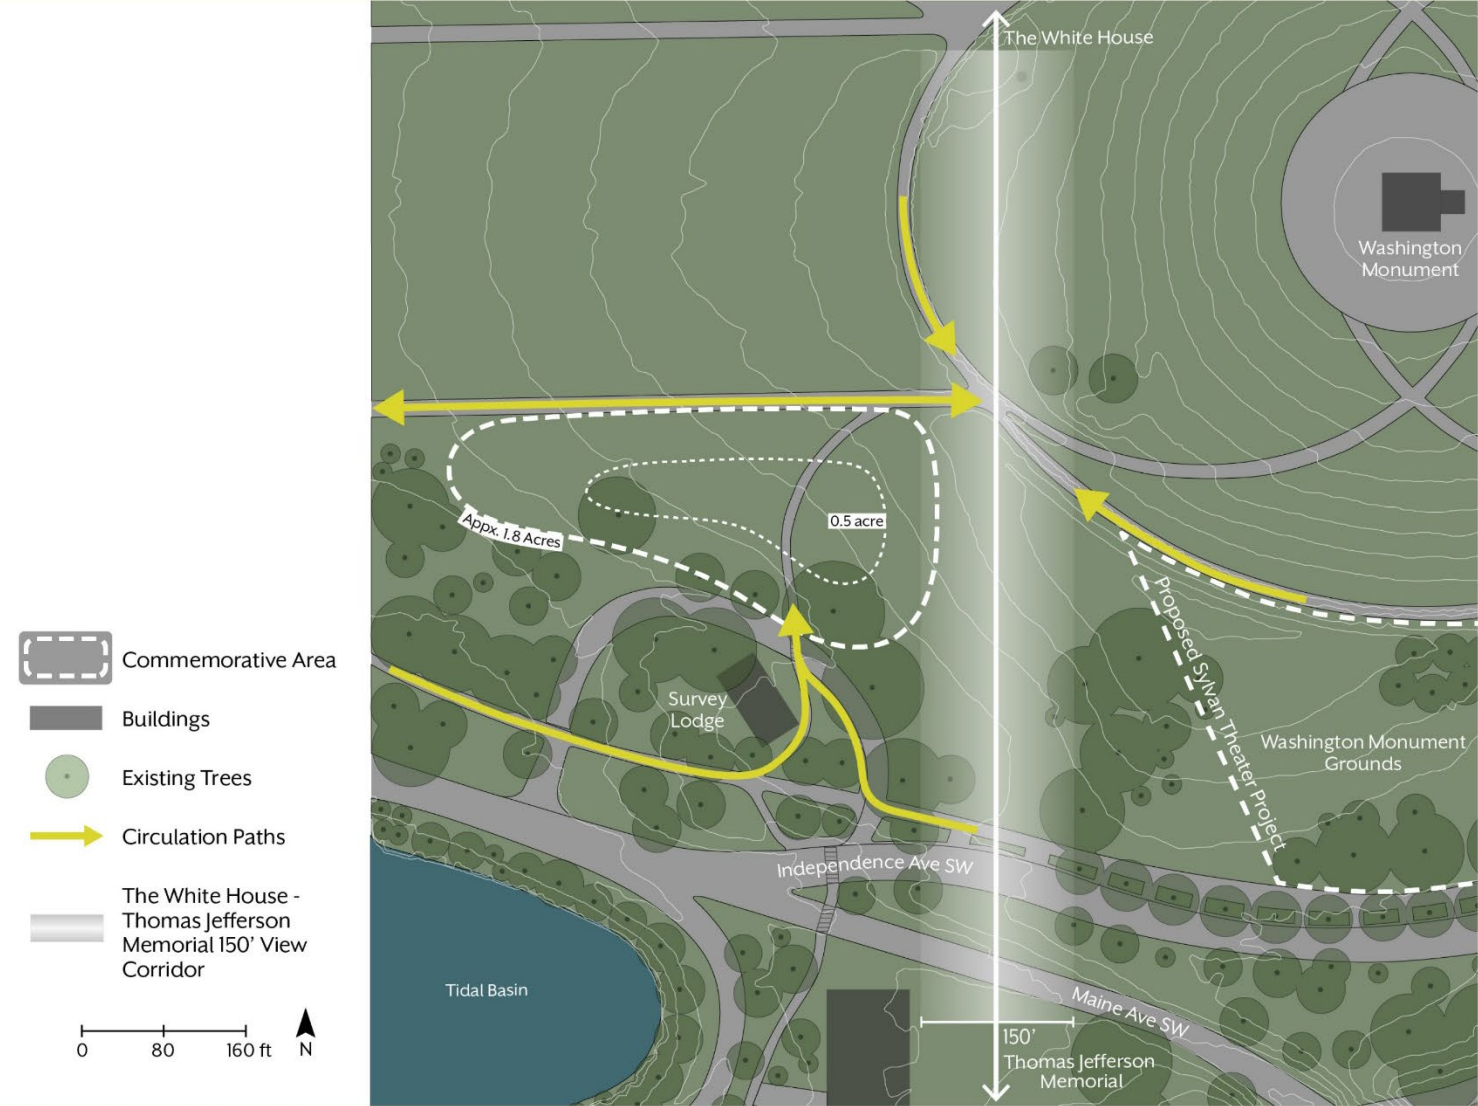 The White House
Washington
Monument
Appx. 1.8 Acres
0.5 acre
Proposed Sylvan Theater Project
Survey
Lodge
Washington Monument
Grounds
Independence Ave SW
Tidal Basin
Maine Ave SW
150'
Thomas Jefferson
Memorial
Commemorative Area
Buildings
Existing Trees
Circulation Paths
The White House -
Thomas Jefferson
Memorial 150' View
Corridor
0 80 160 ft N